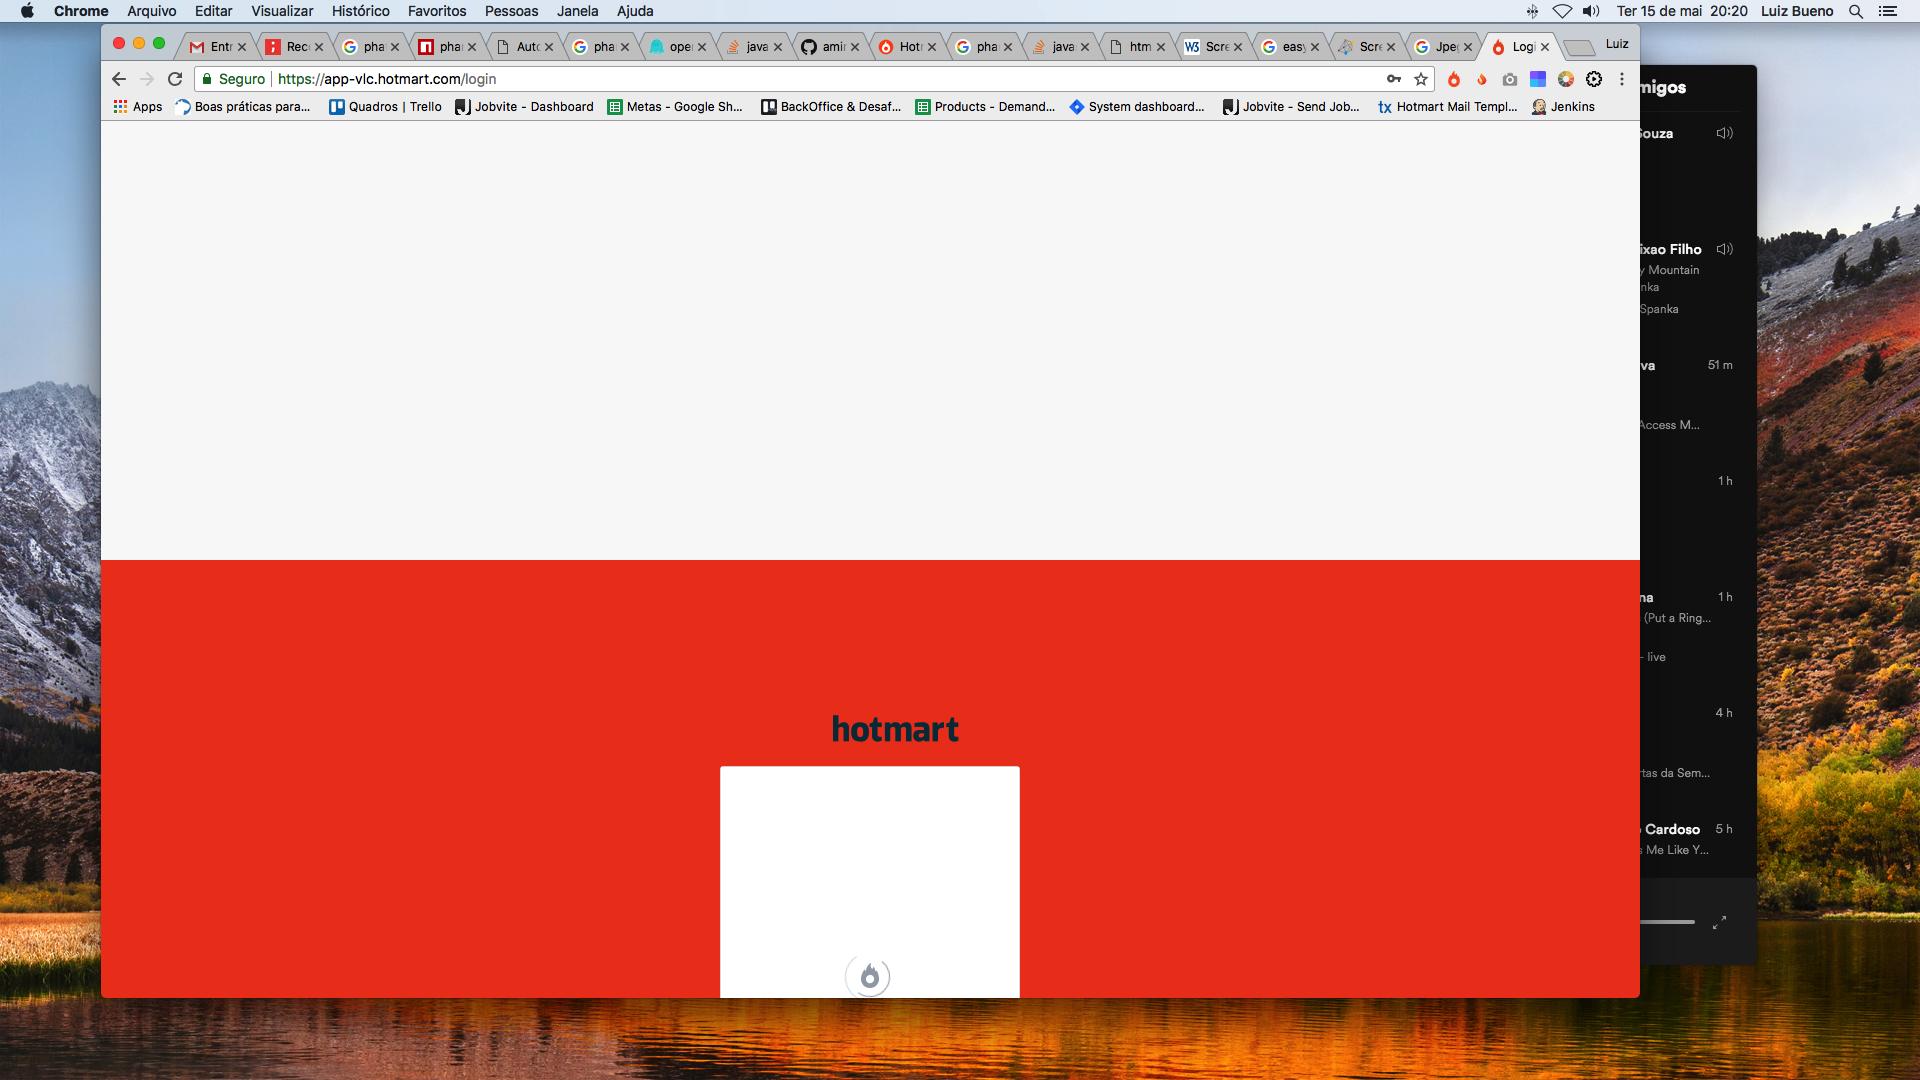 Chrome Arquivo Editar Visualizar Histórico Favoritos Pessoas Janela Ajuda Ter 15 de mai 20:20 Luiz Bueno
Entr Rec pha pha Auto pha ope java amir Hotr pha java htm Scre easy Scre Jpe Logi Luiz
Seguro https://app-vlc.hotmart.com/login
Apps Boas práticas para... Quadros | Trello Jobvite - Dashboard Metas - Google Sh... BackOffice & Desaf... Products - Demand... System dashboard... Jobvite - Send Job... tx Hotmart Mail Templ... Jenkins
migos
Souza
ixao Filho
y Mountain
nka
Spanka
va 51 m
Access M...
1 h
na 1 h
(Put a Ring...
- live
4 h
tas da Sem...
Cardoso 5 h
s Me Like Y...
hotmart